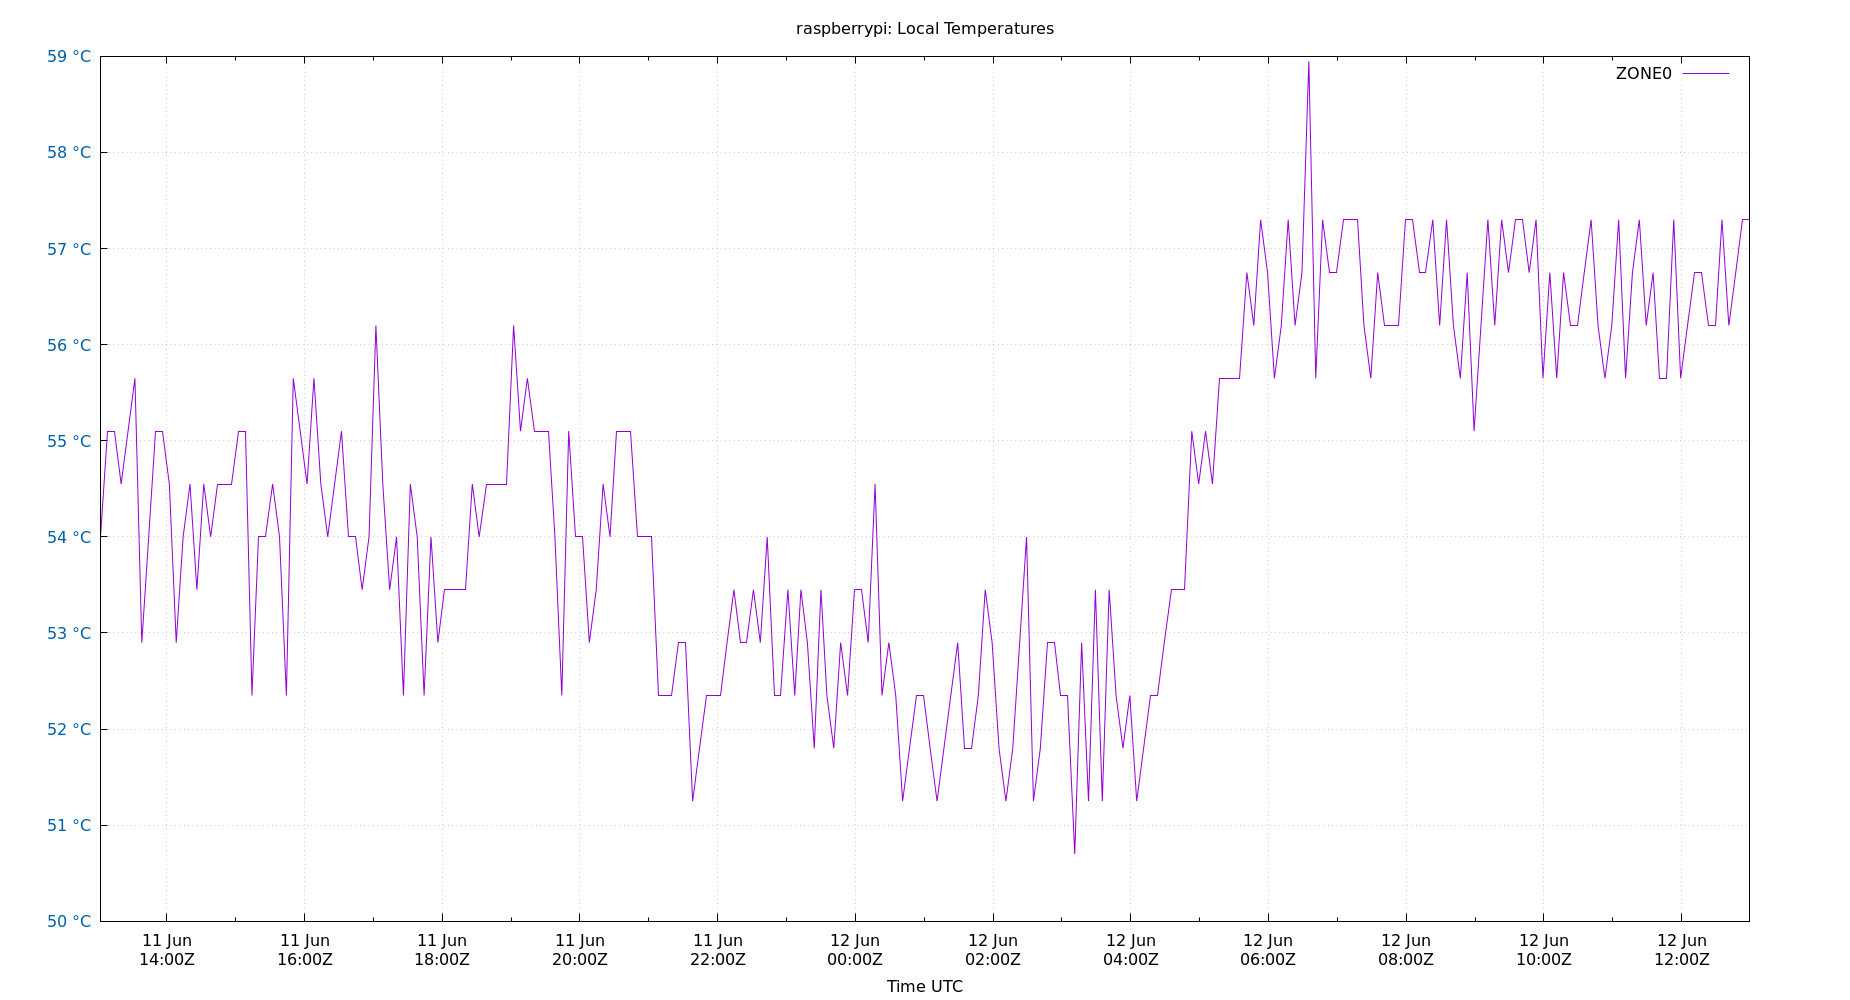 raspberrypi: Local Temperatures
59 °C
ZONE0
58 °C
57 °C
56 °C
55 °C
54 °C
53 °C
52 °C
51 °C
50 °C
11 Jun 11 Jun 11 Jun 11 Jun 11 Jun 12 Jun 12 Jun 12 Jun 12 Jun 12 Jun 12 Jun 12 Jun
14:00Z 16:00Z 18:00Z 20:00Z 22:00Z 00:00Z 02:00Z 04:00Z 06:00Z 08:00Z 10:00Z 12:00Z
Time UTC